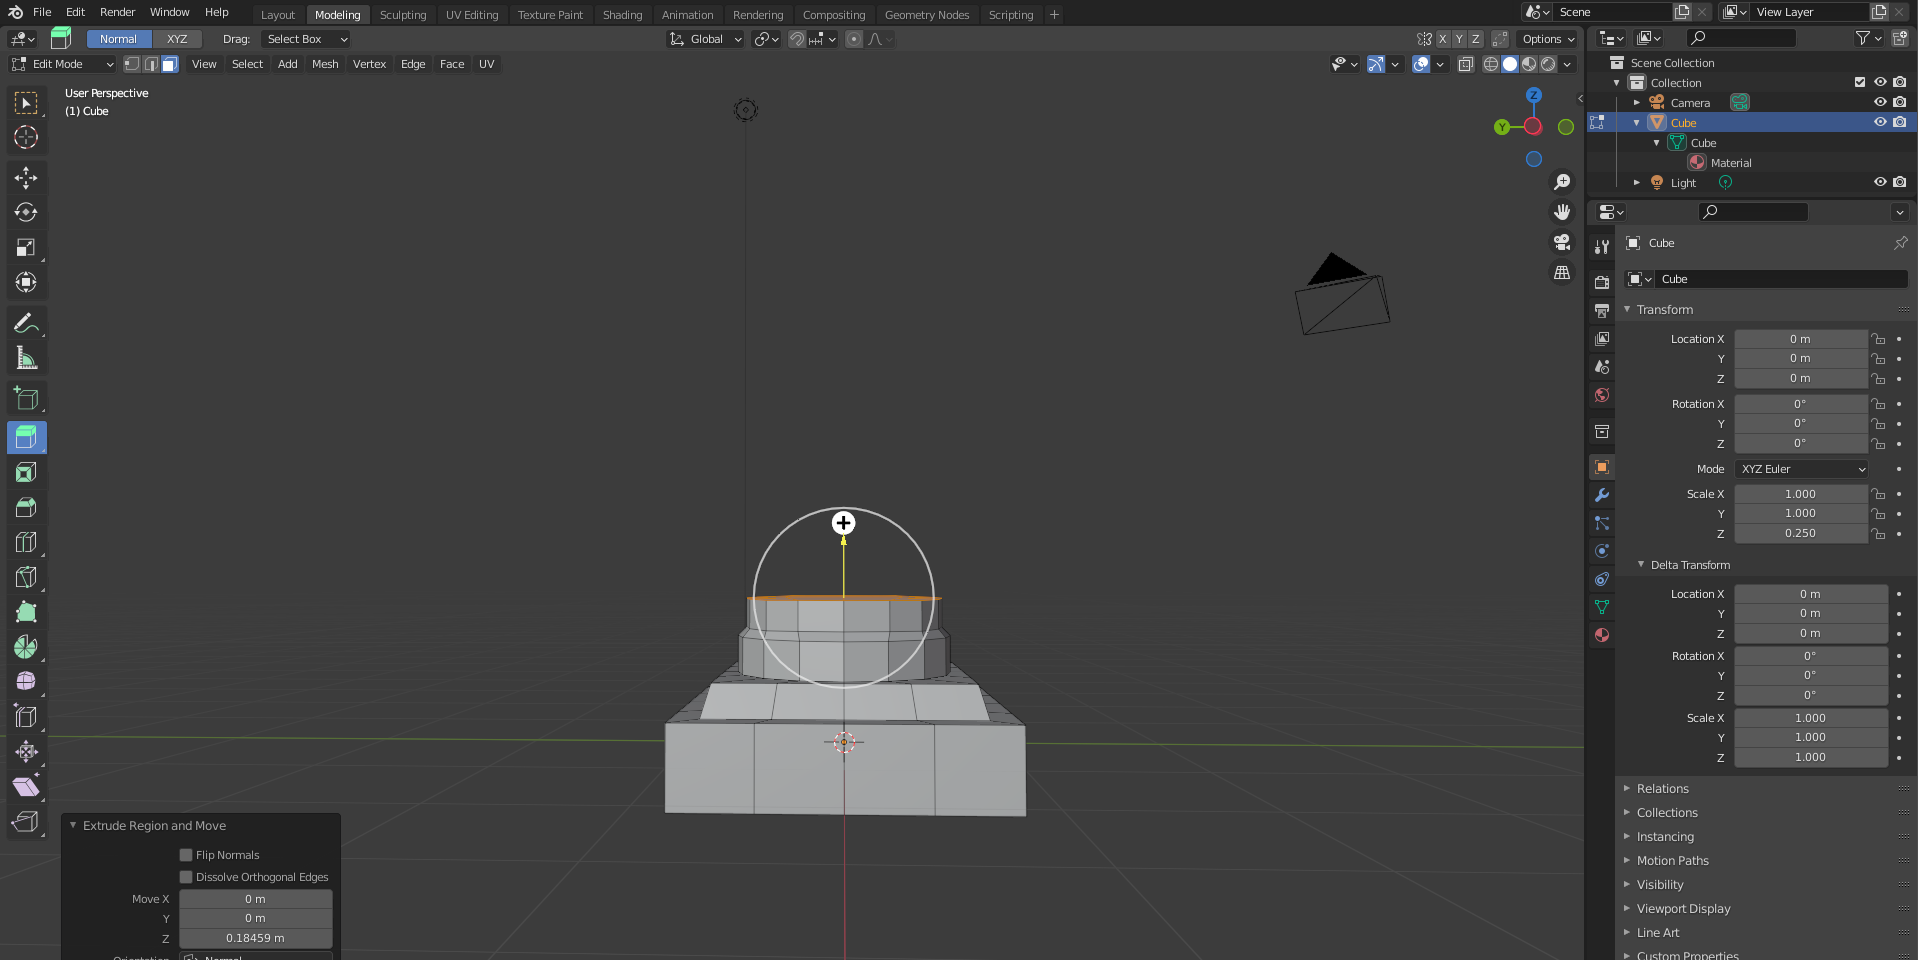 File Edit Render Window Help Layout Modeling Sculpting UV Editing Texture Paint Shading Animation Rendering Compositing Geometry Nodes Scripting + Scene View Layer
Normal XYZ Drag: Select Box Global X Y Z Options
Edit Mode View Select Add Mesh Vertex Edge Face UV
User Perspective
(1) Cube
Z
Y
Scene Collection
Collection
Camera
Cube
Cube
Material
Light
Cube
Cube
Transform
Location X 0 m
Y 0 m
Z 0 m
Rotation X 0°
Y 0°
Z 0°
Mode XYZ Euler
Scale X 1.000
Y 1.000
Z 0.250
Delta Transform
Location X 0 m
Y 0 m
Z 0 m
Rotation X 0°
Y 0°
Z 0°
Scale X 1.000
Y 1.000
Z 1.000
Relations
Collections
Instancing
Motion Paths
Visibility
Viewport Display
Line Art
Custom Properties
Extrude Region and Move
Flip Normals
Dissolve Orthogonal Edges
Move X 0 m
Y 0 m
Z 0.18459 m
Orientation Normal